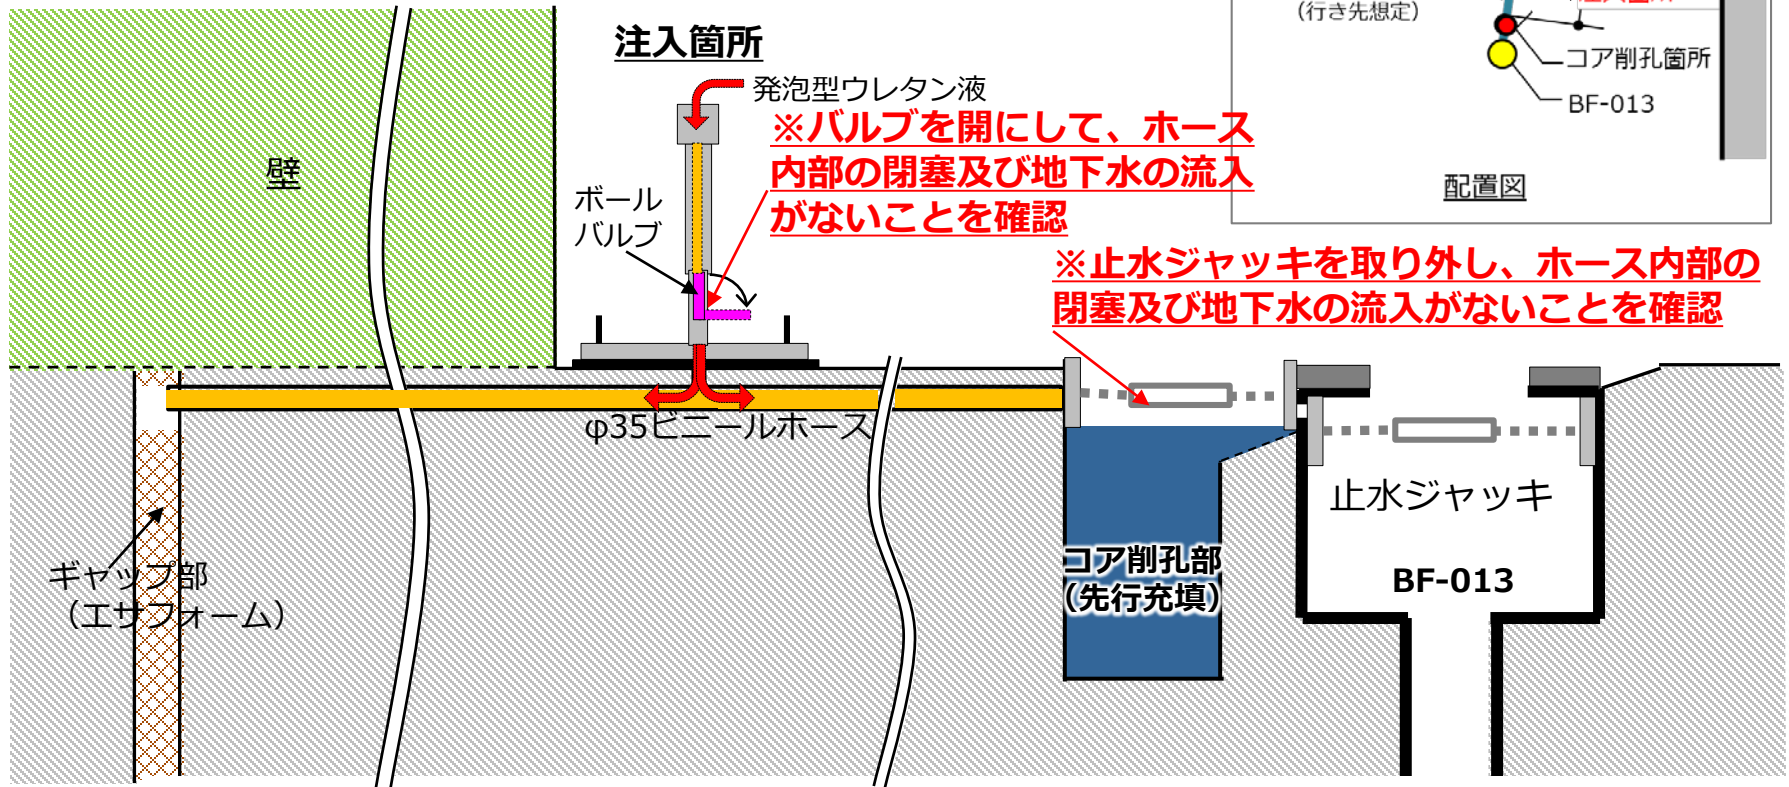 注入箇所
発泡型ウレタン液
※バルブを開にして、ホース
内部の閉塞及び地下水の流入
がないことを確認
壁
ボール
バルブ
(行き先想定)
コア削孔箇所
BF-013
配置図
※止水ジャッキを取り外し、ホース内部の
閉塞及び地下水の流入がないことを確認
φ35ビニールホース
止水ジャッキ
コア削孔部
(先行充填)
BF-013
ギャップ部
(エサフォーム)